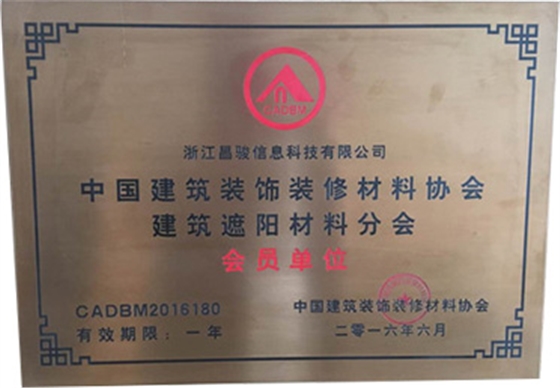 CADBM
浙江昌骏信息科技有限公司
中国建筑装饰装修材料协会
建筑遮阳材料分会
会员单位
CADBM2016180
有效期限：一年
中国建筑装饰装修材料协会
二零一六年六月